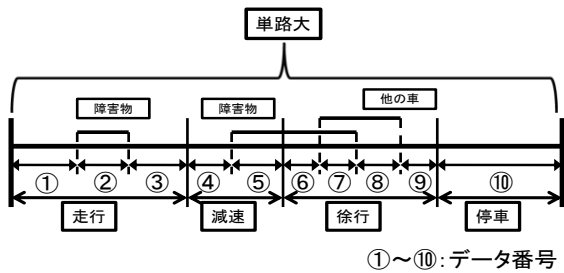 単路大
障害物
障害物
他の車
① ② ③ ④ ⑤ ⑥ ⑦ ⑧ ⑨ ⑩
走行
減速
徐行
停車
①～⑩:データ番号